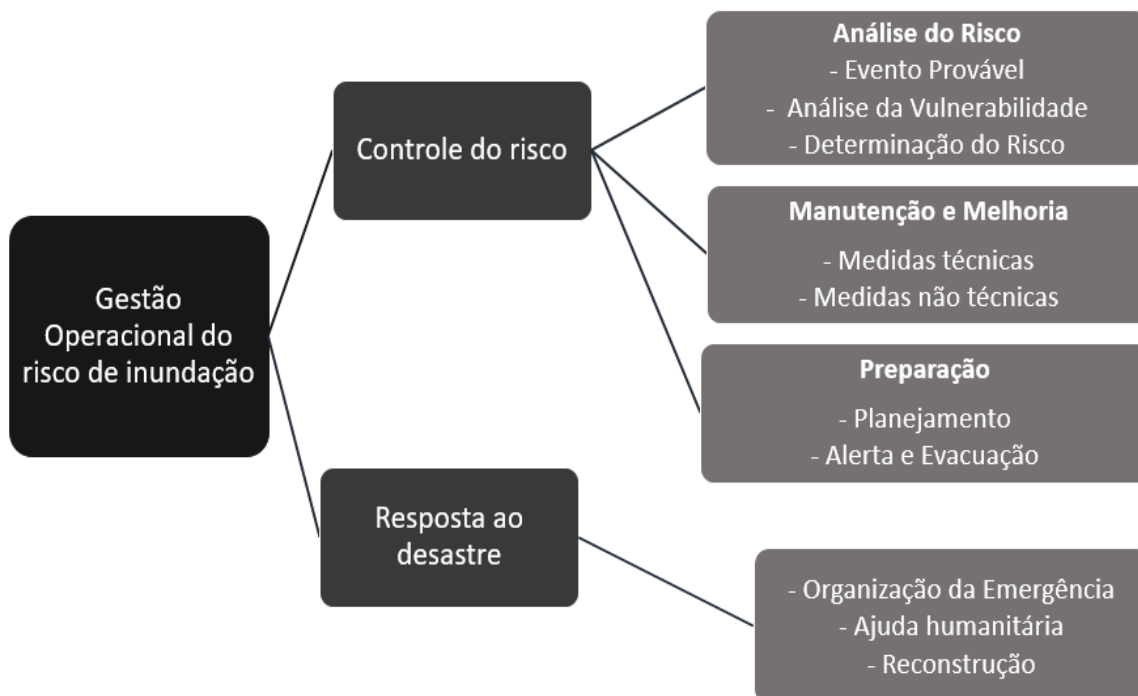 Gestão
Operacional do
risco de inundação
Controle do risco
Análise do Risco
- Evento Provável
- Análise da Vulnerabilidade
- Determinação do Risco
Manutenção e Melhoria
- Medidas técnicas
- Medidas não técnicas
Preparação
- Planejamento
- Alerta e Evacuação
Resposta ao
desastre
- Organização da Emergência
- Ajuda humanitária
- Reconstrução